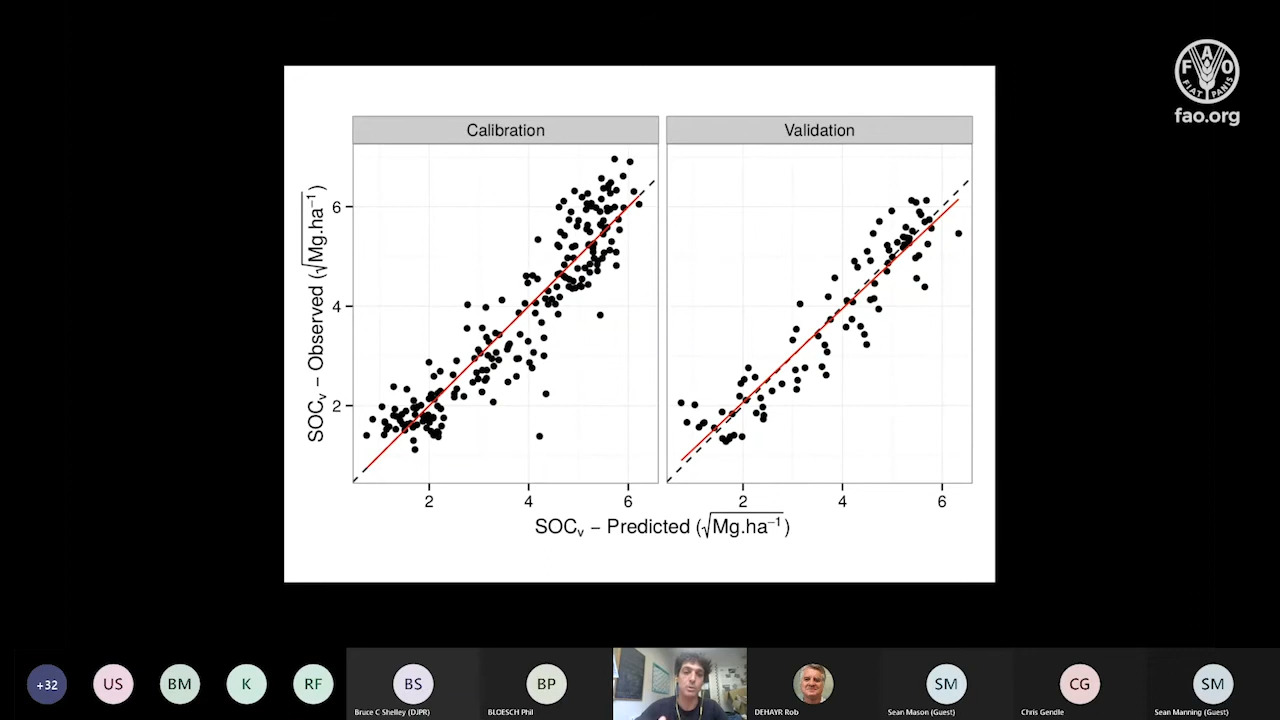 FAO
FIAT PANIS
fao.org
Calibration
Validation
SOCᵥ – Observed (√Mg.ha⁻¹)
6
4
2
2 4 6
2 4 6
SOCᵥ – Predicted (√Mg.ha⁻¹)
+32
US
BM
K
RF
BS
BP
SM
CG
SM
Bruce C Shelley (DJPR)
BLOESCH Phil
DEHAYR Rob
Sean Mason (Guest)
Chris Gendle
Sean Manning (Guest)